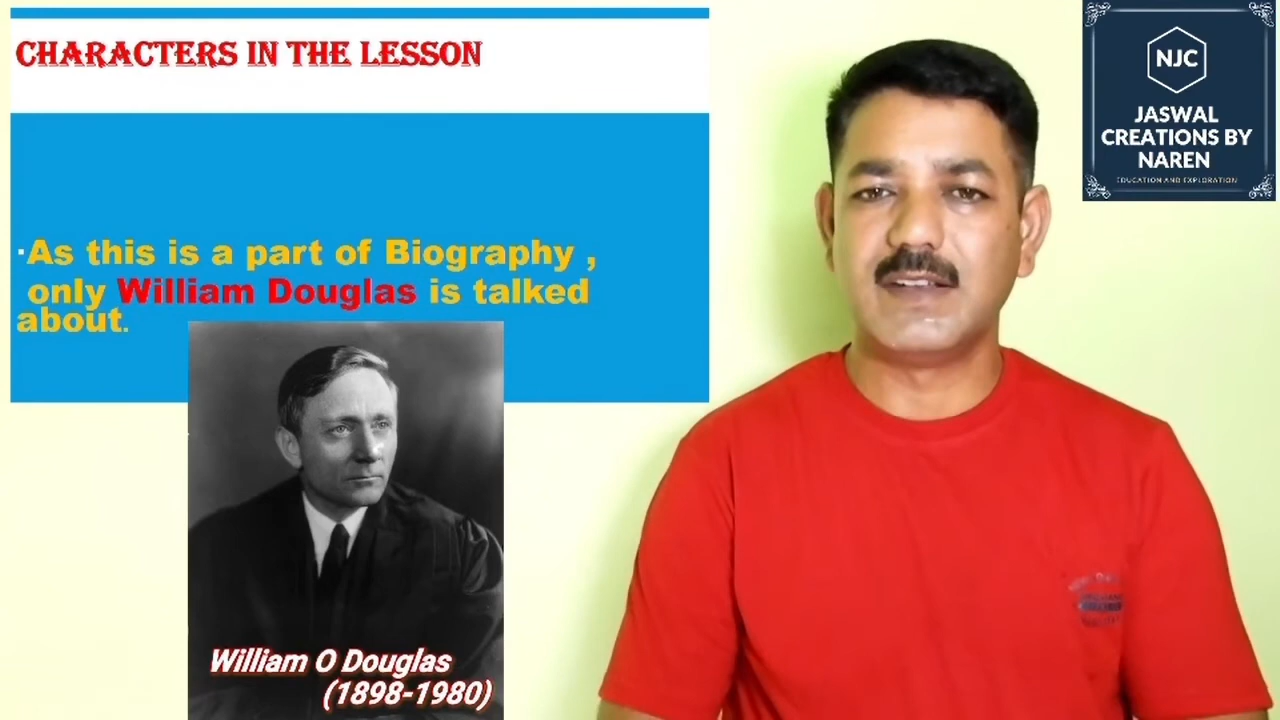 CHARACTERS IN THE LESSON
·As this is a part of Biography ,
only William Douglas is talked
about.
William O Douglas
(1898-1980)
NJC
JASWAL
CREATIONS BY
NAREN
EDUCATION AND EXPLORATION